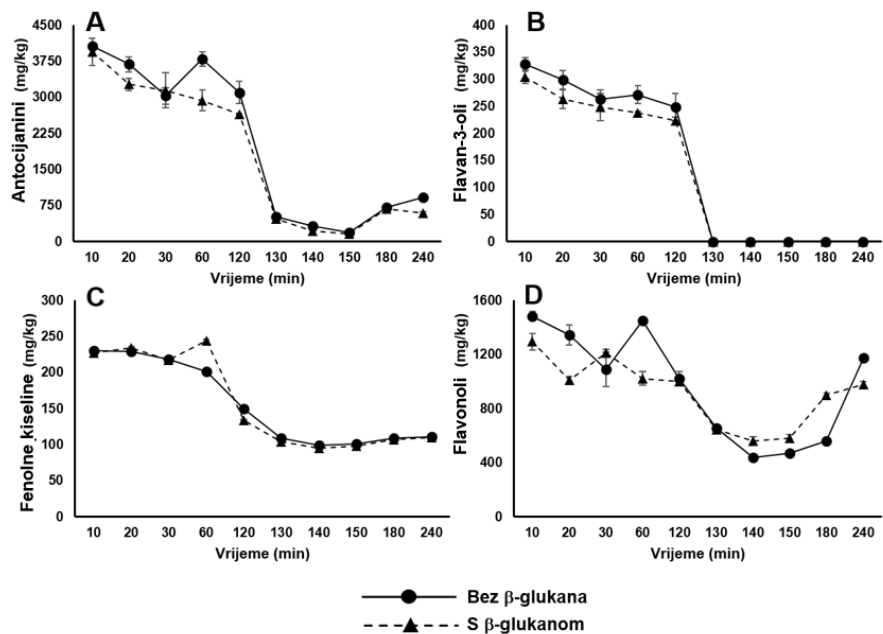 A
Antocijanini (mg/kg)
4500
3750
3000
2250
1500
750
0
10 20 30 60 120 130 140 150 180 240
Vrijeme (min)
B
Flavan-3-oli (mg/kg)
400
350
300
250
200
150
100
50
0
10 20 30 60 120 130 140 150 180 240
Vrijeme (min)
C
Fenolne kiseline (mg/kg)
300
250
200
150
100
50
0
10 20 30 60 120 130 140 150 180 240
Vrijeme (min)
D
Flavonoli (mg/kg)
1600
1200
800
400
0
10 20 30 60 120 130 140 150 180 240
Vrijeme (min)
Bez β-glukana
S β-glukanom